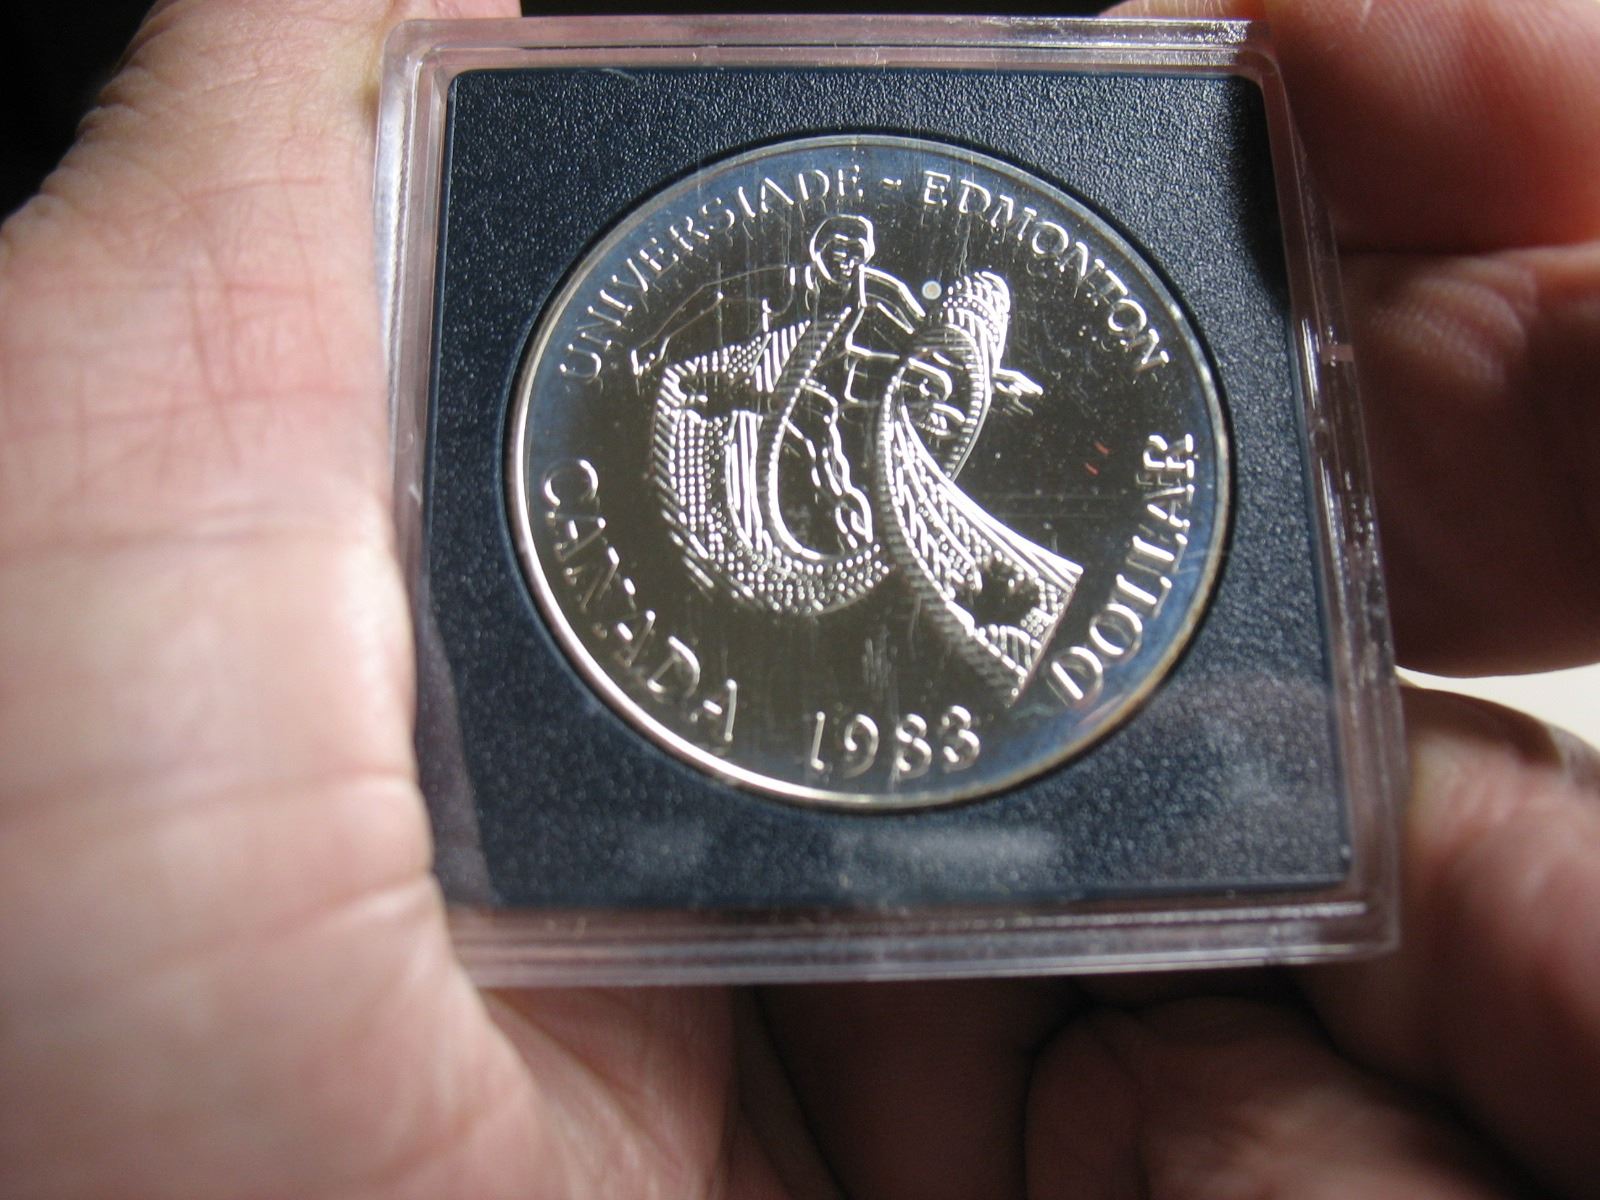 UNIVERSIADE - EDMONTON
CANADA 1983 DOLLAR